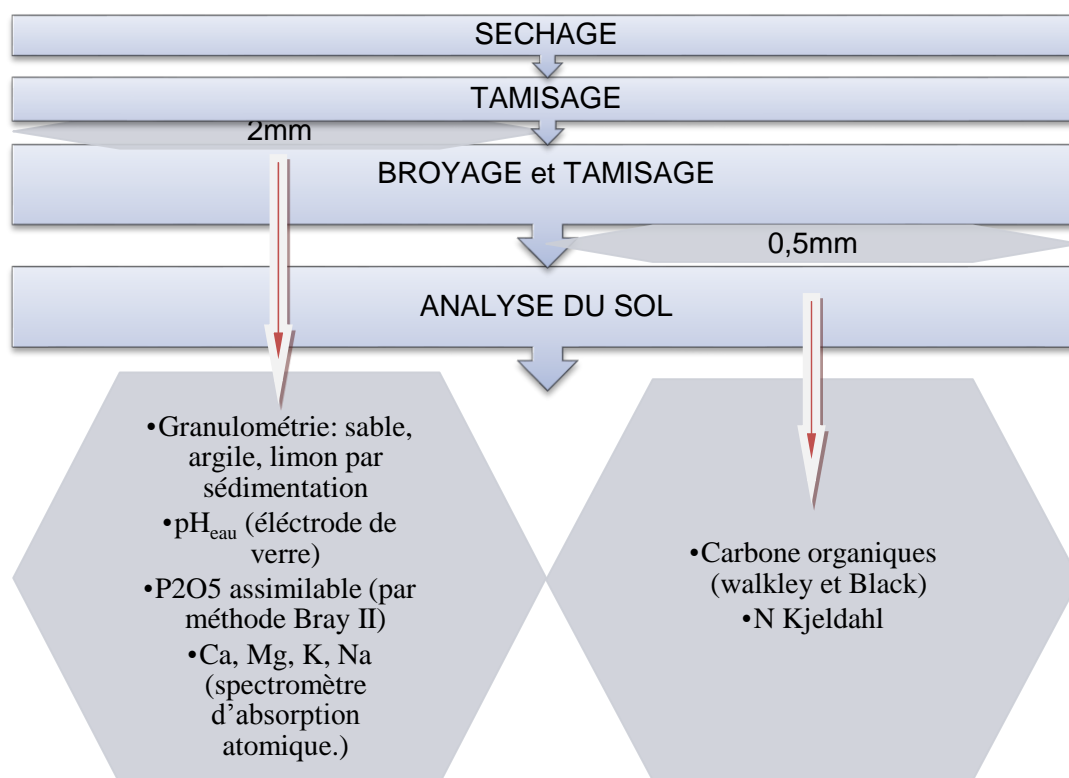 SECHAGE
TAMISAGE
2mm
BROYAGE et TAMISAGE
0,5mm
ANALYSE DU SOL
•Granulométrie: sable,
argile, limon par
sédimentation
•pHeau (éléctrode de
verre)
•P2O5 assimilable (par
méthode Bray II)
•Ca, Mg, K, Na
(spectromètre
d’absorption
atomique.)
•Carbone organiques
(walkley et Black)
•N Kjeldahl